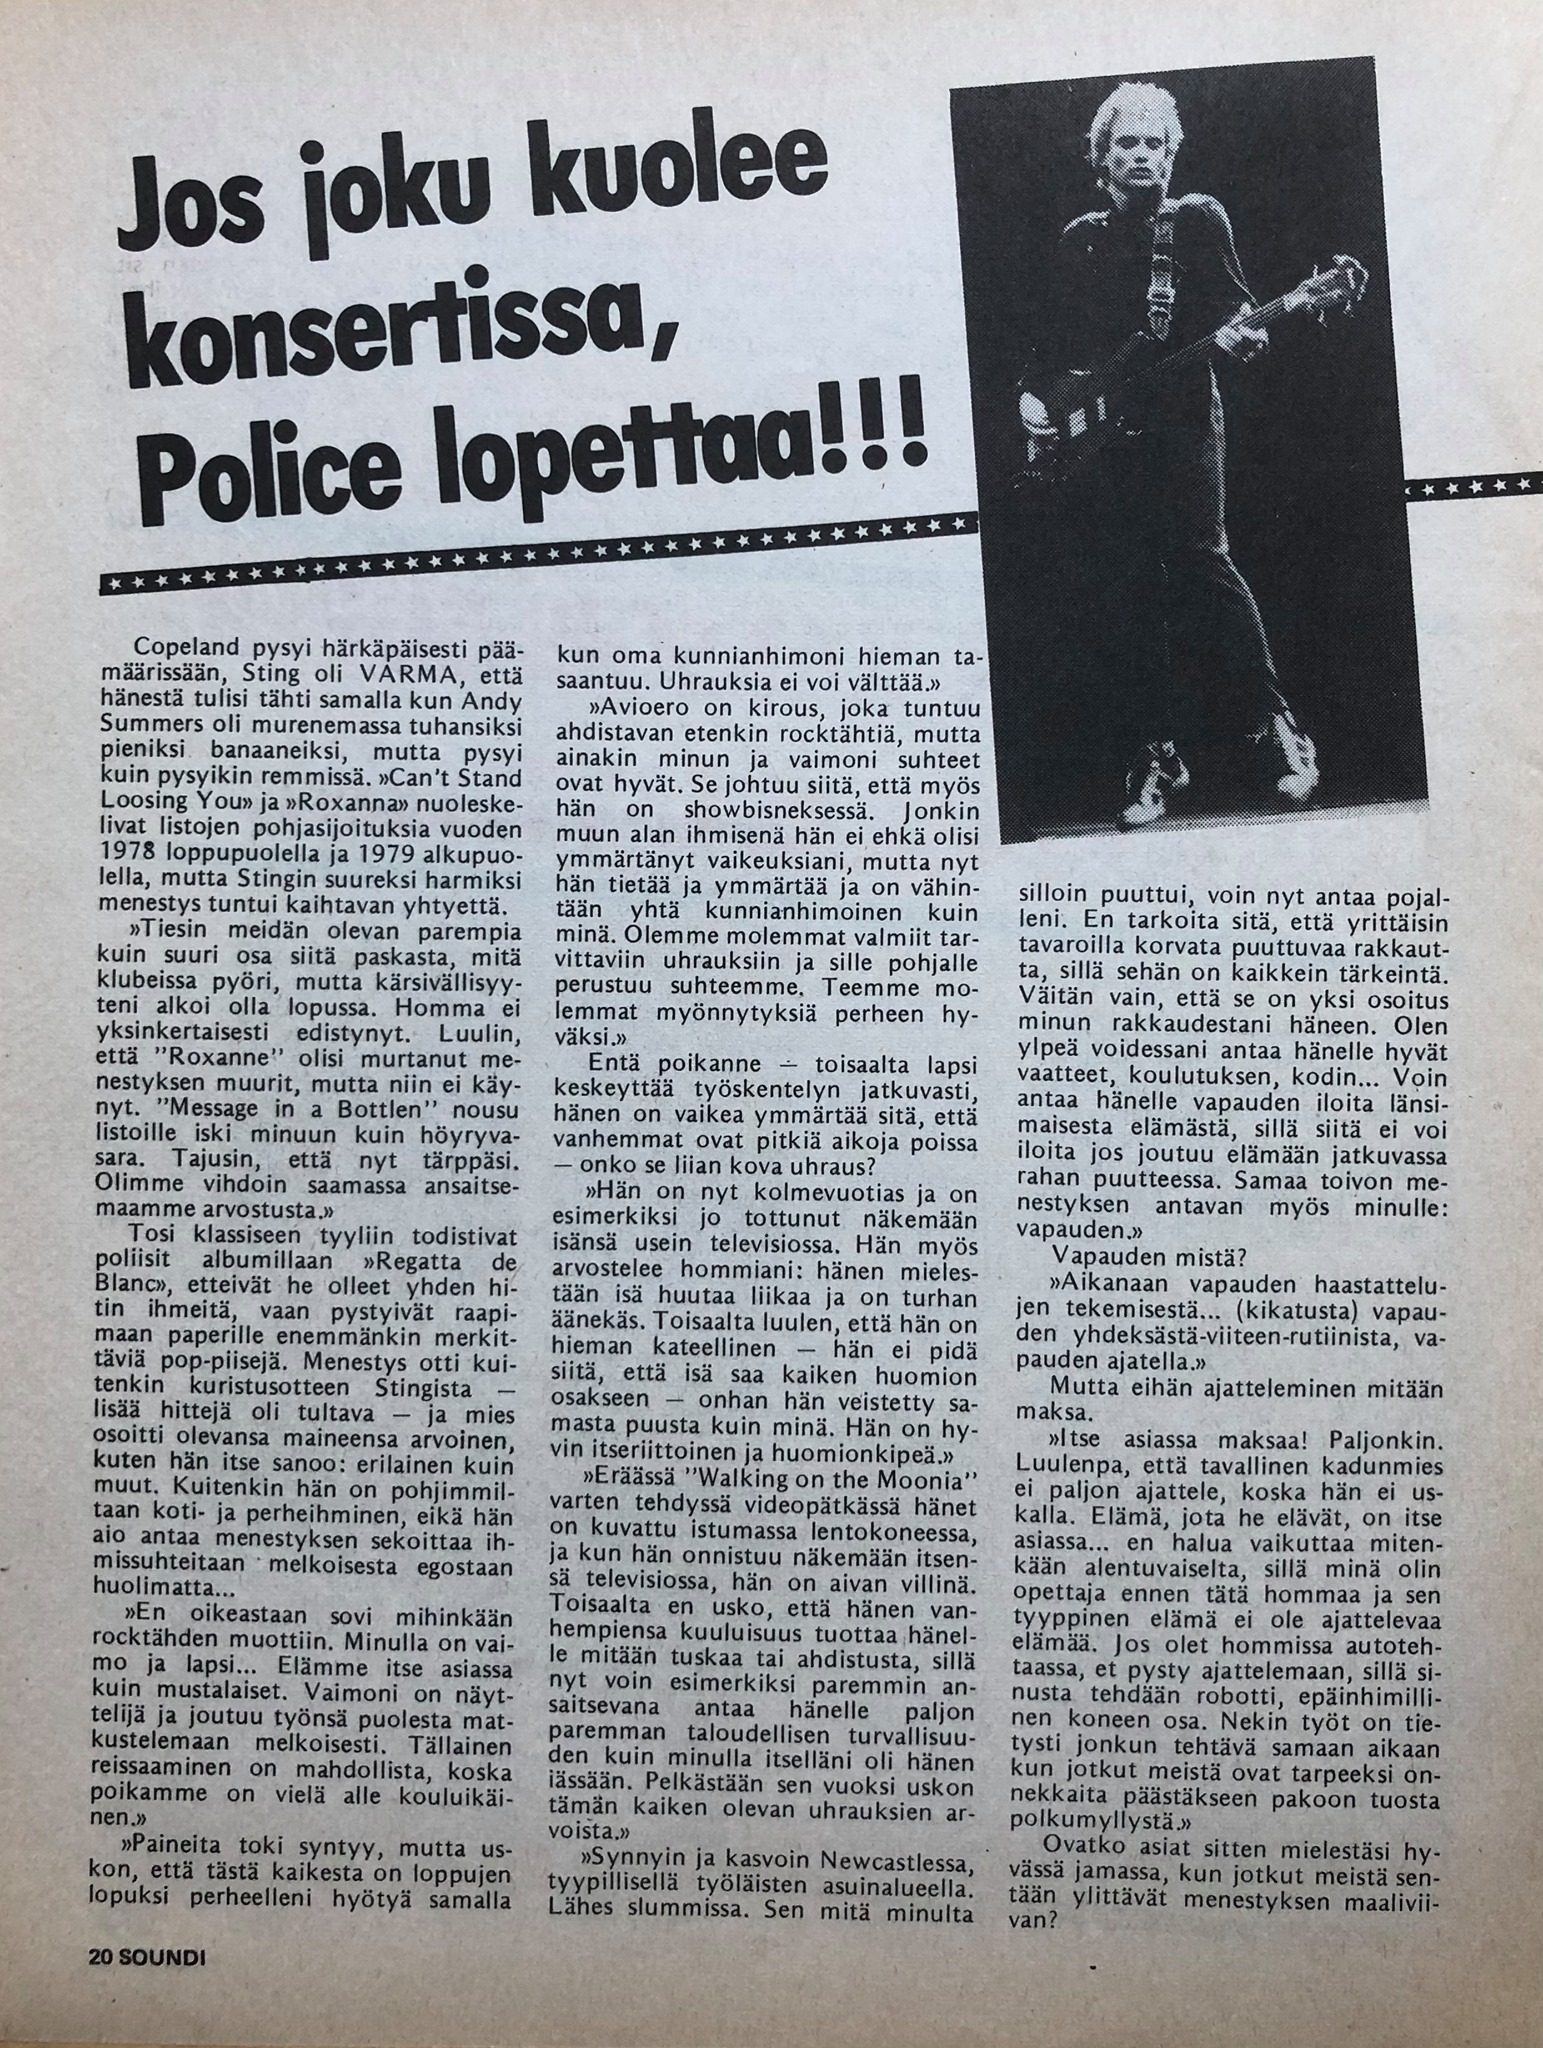 Jos joku kuolee
konsertissa,
Police lopettaa!!!
Copeland pysyi härkäpäisesti pää-
määrissään, Sting oli VARMA, että
hänestä tulisi tähti samalla kun Andy
Summers oli murenemassa tuhansiksi
pieniksi banaaneiksi, mutta pysyi
kuin pysyikin remmissä. »Can't Stand
Loosing You» ja »Roxanna» nuoleske-
livat listojen pohjasijoituksia vuoden
1978 loppupuolella ja 1979 alkupuo-
lella, mutta Stingin suureksi harmiksi
menestys tuntui kaihtavan yhtyettä.
»Tiesin meidän olevan parempia
kuin suuri osa siitä paskasta, mitä
klubeissa pyöri, mutta kärsivällisyy-
teni alkoi olla lopussa. Homma ei
yksinkertaisesti edistynyt. Luulin,
että ''Roxanne'' olisi murtanut me-
nestyksen muurit, mutta niin ei käy-
nyt. ''Message in a Bottlen'' nousu
listoille iski minuun kuin höyryva-
sara. Tajusin, että nyt tärppäsi.
Olimme vihdoin saamassa ansaitse-
maamme arvostusta.»
Tosi klassiseen tyyliin todistivat
poliisit albumillaan »Regatta de
Blanc», etteivät he olleet yhden hi-
tin ihmeitä, vaan pystyivät raapi-
maan paperille enemmänkin merkit-
täviä pop-piisejä. Menestys otti kui-
tenkin kuristusotteen Stingista —
lisää hittejä oli tultava — ja mies
osoitti olevansa maineensa arvoinen,
kuten hän itse sanoo: erilainen kuin
muut. Kuitenkin hän on pohjimmil-
taan koti- ja perheihminen, eikä hän
aio antaa menestyksen sekoittaa ih-
missuhteitaan melkoisesta egostaan
huolimatta...
»En oikeastaan sovi mihinkään
rocktähden muottiin. Minulla on vai-
mo ja lapsi... Elämme itse asiassa
kuin mustalaiset. Vaimoni on näyt-
telijä ja joutuu työnsä puolesta mat-
kustelemaan melkoisesti. Tällainen
reissaaminen on mahdollista, koska
poikamme on vielä alle kouluikäi-
nen.»
»Paineita toki syntyy, mutta us-
kon, että tästä kaikesta on loppujen
lopuksi perheelleni hyötyä samalla
kun oma kunnianhimoni hieman ta-
saantuu. Uhrauksia ei voi välttää.»
»Avioero on kirous, joka tuntuu
ahdistavan etenkin rocktähtiä, mutta
ainakin minun ja vaimoni suhteet
ovat hyvät. Se johtuu siitä, että myös
hän on showbisneksessä. Jonkin
muun alan ihmisenä hän ei ehkä olisi
ymmärtänyt vaikeuksiani, mutta nyt
hän tietää ja ymmärtää ja on vähin-
tään yhtä kunnianhimoinen kuin
minä. Olemme molemmat valmiit tar-
vittaviin uhrauksiin ja sille pohjalle
perustuu suhteemme. Teemme mo-
lemmat myönnytyksiä perheen hy-
väksi.»
Entä poikanne — toisaalta lapsi
keskeyttää työskentelyn jatkuvasti,
hänen on vaikea ymmärtää sitä, että
vanhemmat ovat pitkiä aikoja poissa
— onko se liian kova uhraus?
»Hän on nyt kolmevuotias ja on
esimerkiksi jo tottunut näkemään
isänsä usein televisiossa. Hän myös
arvostelee hommiani: hänen mieles-
tään isä huutaa liikaa ja on turhan
äänekäs. Toisaalta luulen, että hän on
hieman kateellinen — hän ei pidä
siitä, että isä saa kaiken huomion
osakseen — onhan hän veistetty sa-
masta puusta kuin minä. Hän on hy-
vin itseriittoinen ja huomionkipeä.»
»Eräässä ''Walking on the Moonia''
varten tehdyssä videopätkässä hänet
on kuvattu istumassa lentokoneessa,
ja kun hän onnistuu näkemään itsen-
sä televisiossa, hän on aivan villinä.
Toisaalta en usko, että hänen van-
hempiensa kuuluisuus tuottaa hänel-
le mitään tuskaa tai ahdistusta, sillä
nyt voin esimerkiksi paremmin an-
saitsevana antaa hänelle paljon
paremman taloudellisen turvallisuu-
den kuin minulla itselläni oli hänen
iässään. Pelkästään sen vuoksi uskon
tämän kaiken olevan uhrauksien ar-
voista.»
»Synnyin ja kasvoin Newcastlessa,
tyypillisellä työläisten asuinalueella.
Lähes slummissa. Sen mitä minulta
silloin puuttui, voin nyt antaa pojal-
leni. En tarkoita sitä, että yrittäisin
tavaroilla korvata puuttuvaa rakkaut-
ta, sillä sehän on kaikkein tärkeintä.
Väitän vain, että se on yksi osoitus
minun rakkaudestani häneen. Olen
ylpeä voidessani antaa hänelle hyvät
vaatteet, koulutuksen, kodin... Voin
antaa hänelle vapauden iloita länsi-
maisesta elämästä, sillä siitä ei voi
iloita jos joutuu elämään jatkuvassa
rahan puutteessa. Samaa toivon me-
nestyksen antavan myös minulle:
vapauden.»
Vapauden mistä?
»Aikanaan vapauden haastattelu-
jen tekemisestä... (kikatusta) vapau-
den yhdeksästä-viiteen-rutiinista, va-
pauden ajatella.»
Mutta eihän ajatteleminen mitään
maksa.
»Itse asiassa maksaa! Paljonkin.
Luulenpa, että tavallinen kadunmies
ei paljon ajattele, koska hän ei us-
kalla. Elämä, jota he elävät, on itse
asiassa... en halua vaikuttaa miten-
kään alentuvaiselta, sillä minä olin
opettaja ennen tätä hommaa ja sen
tyyppinen elämä ei ole ajattelevaa
elämää. Jos olet hommissa autoteh-
taassa, et pysty ajattelemaan, sillä si-
nusta tehdään robotti, epäinhimilli-
nen koneen osa. Nekin työt on tie-
tysti jonkun tehtävä samaan aikaan
kun jotkut meistä ovat tarpeeksi on-
nekkaita päästäkseen pakoon tuosta
polkumyllystä.»
Ovatko asiat sitten mielestäsi hy-
vässä jamassa, kun jotkut meistä sen-
tään ylittävät menestyksen maalivii-
van?
20 SOUNDI